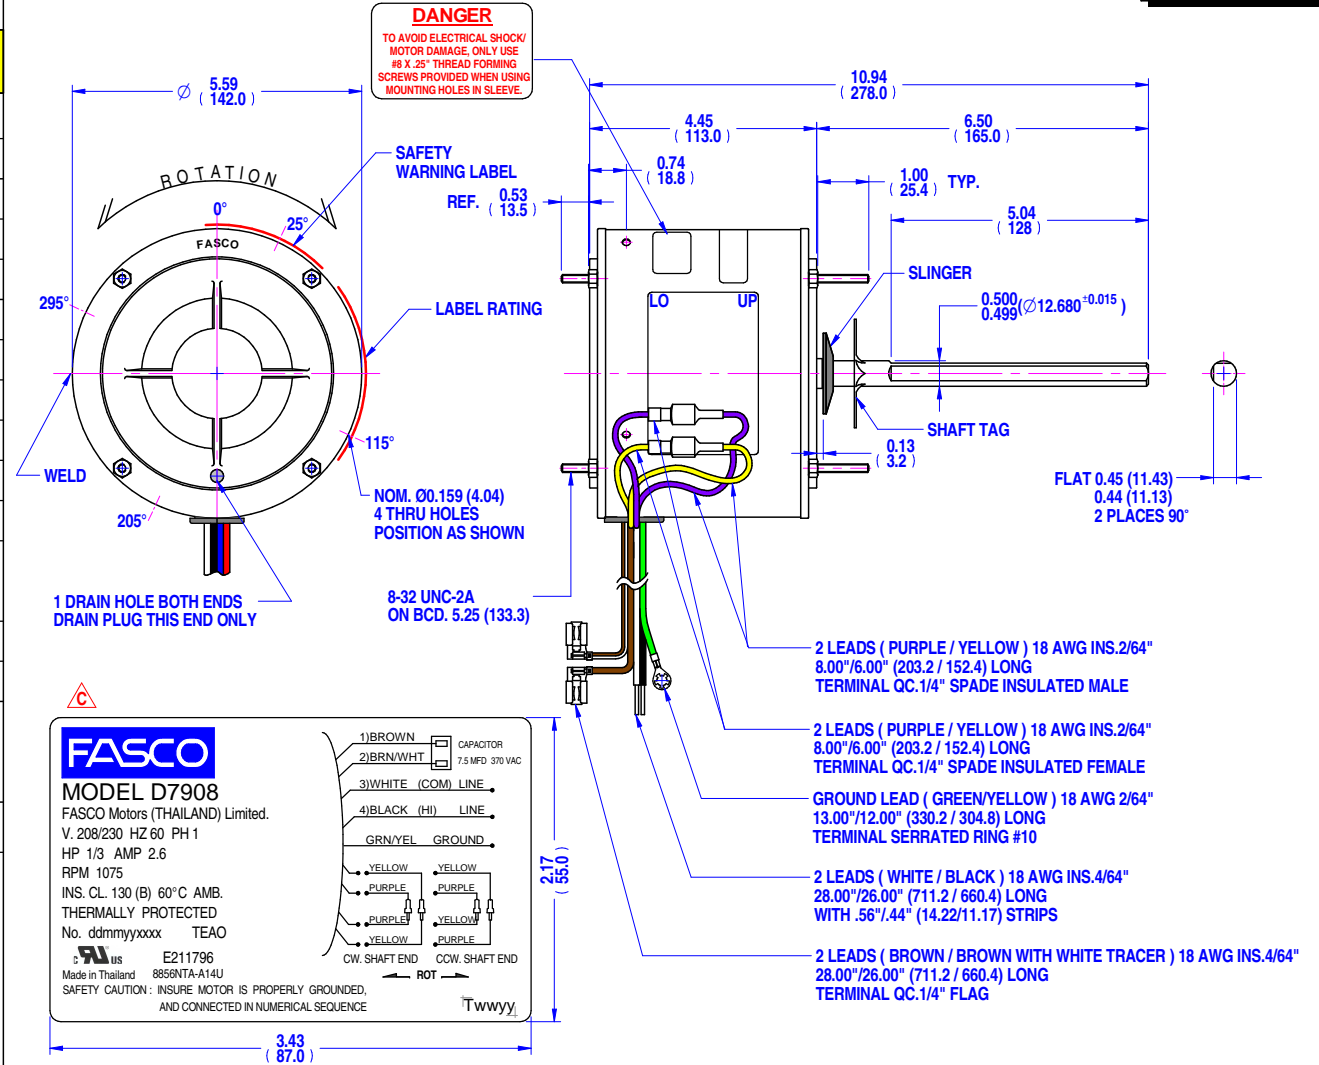 DANGER
TO AVOID ELECTRICAL SHOCK/
MOTOR DAMAGE, ONLY USE
#8 X .25" THREAD FORMING
SCREWS PROVIDED WHEN USING
MOUNTING HOLES IN SLEEVE.
∅ 5.59
( 142.0 )
SAFETY
WARNING LABEL
ROTATION
0°
25°
FASCO
295°
LABEL RATING
115°
WELD
205°
NOM. Ø0.159 (4.04)
4 THRU HOLES
POSITION AS SHOWN
1 DRAIN HOLE BOTH ENDS
DRAIN PLUG THIS END ONLY
10.94
( 278.0 )
4.45
( 113.0 )
6.50
( 165.0 )
0.74
( 18.8 )
REF. 0.53
( 13.5 )
1.00
( 25.4 ) TYP.
5.04
( 128 )
SLINGER
0.500
0.499 (∅12.680 ±0.015 )
LO UP
SHAFT TAG
0.13
( 3.2 )
FLAT 0.45 (11.43)
0.44 (11.13)
2 PLACES 90°
8-32 UNC-2A
ON BCD. 5.25 (133.3)
2 LEADS ( PURPLE / YELLOW ) 18 AWG INS.2/64"
8.00"/6.00" (203.2 / 152.4) LONG
TERMINAL QC.1/4" SPADE INSULATED MALE
2 LEADS ( PURPLE / YELLOW ) 18 AWG INS.2/64"
8.00"/6.00" (203.2 / 152.4) LONG
TERMINAL QC.1/4" SPADE INSULATED FEMALE
GROUND LEAD ( GREEN/YELLOW ) 18 AWG 2/64"
13.00"/12.00" (330.2 / 304.8) LONG
TERMINAL SERRATED RING #10
2 LEADS ( WHITE / BLACK ) 18 AWG INS.4/64"
28.00"/26.00" (711.2 / 660.4) LONG
WITH .56"/.44" (14.22/11.17) STRIPS
2 LEADS ( BROWN / BROWN WITH WHITE TRACER ) 18 AWG INS.4/64"
28.00"/26.00" (711.2 / 660.4) LONG
TERMINAL QC.1/4" FLAG
C
FASCO
MODEL D7908
FASCO Motors (THAILAND) Limited.
V. 208/230 HZ 60 PH 1
HP 1/3 AMP 2.6
RPM 1075
INS. CL. 130 (B) 60°C AMB.
THERMALLY PROTECTED
No. ddmmyyxxxx TEAO
c RU US E211796
Made in Thailand 8856NTA-A14U
SAFETY CAUTION : INSURE MOTOR IS PROPERLY GROUNDED,
AND CONNECTED IN NUMERICAL SEQUENCE
1)BROWN
2)BRN/WHT
CAPACITOR
7.5 MFD 370 VAC
3)WHITE (COM) LINE
4)BLACK (HI) LINE
GRN/YEL GROUND
YELLOW YELLOW
PURPLE PURPLE
PURPLE YELLOW
YELLOW PURPLE
CW. SHAFT END CCW. SHAFT END
ROT
Twwyy
2.17
( 55.0 )
3.43
( 87.0 )